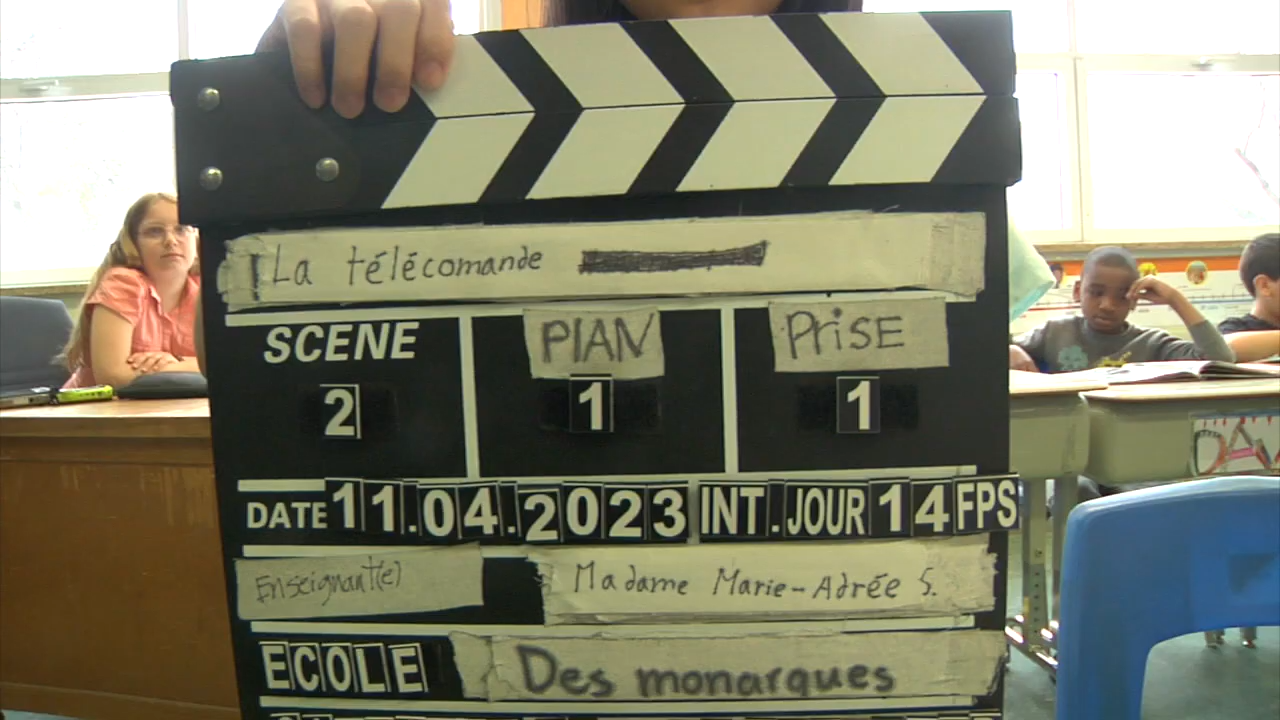 La télécomande
SCENE PlAN PriSE
2 1 1
DATE 11.04.2023 INT. JOUR 14 FPS
Enseignant(e) Madame Marie-Adrée S.
ECOLE Des monarques